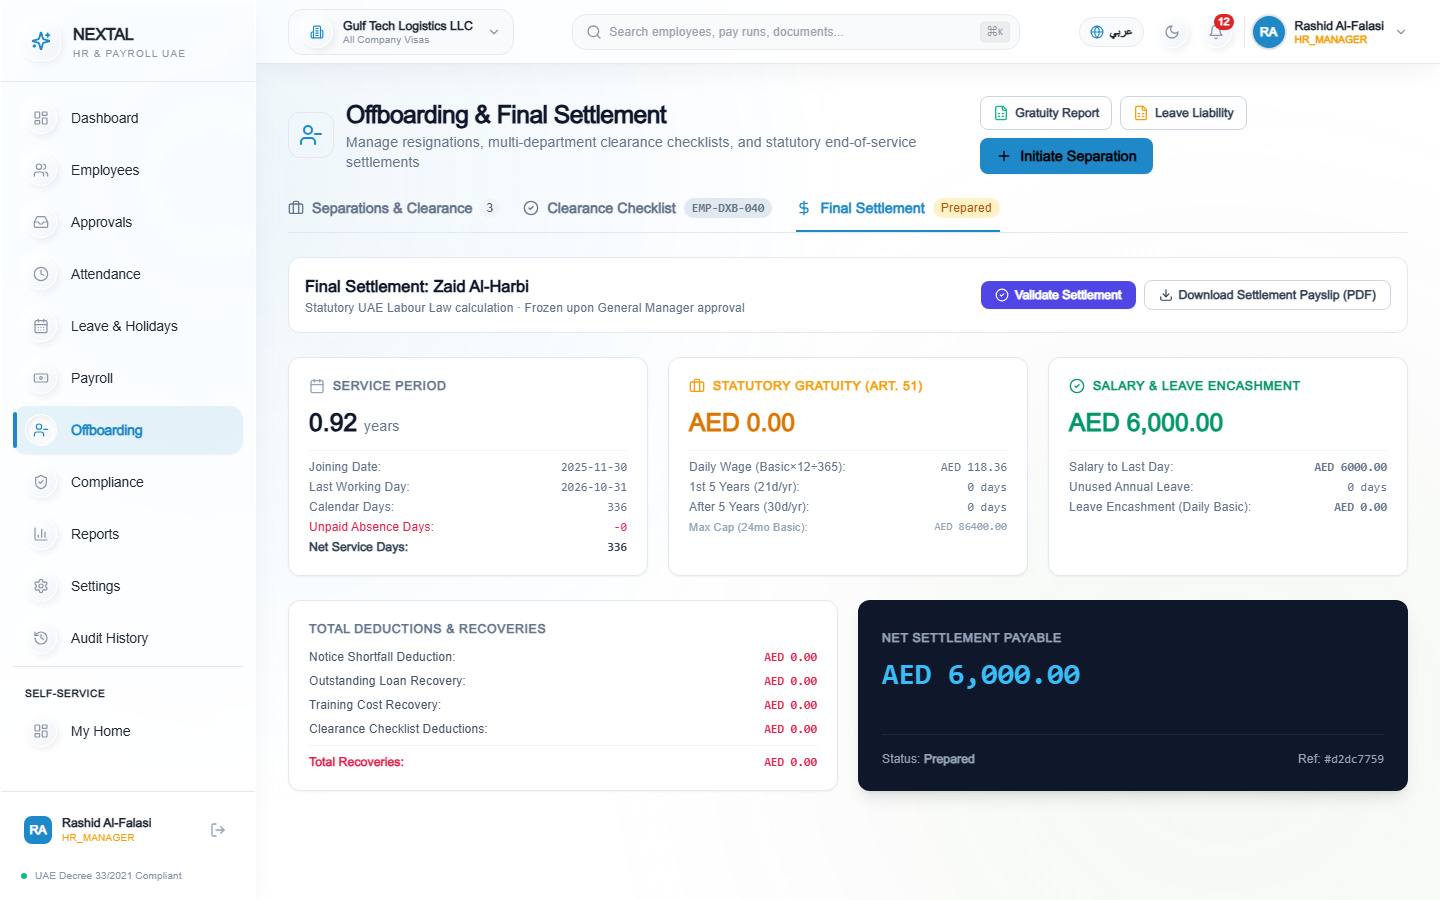 NEXTAL
HR & PAYROLL UAE
Gulf Tech Logistics LLC
All Company Visas
Search employees, pay runs, documents...
⌘K
عربي
12
RA
Rashid Al-Falasi
HR_MANAGER
Dashboard
Employees
Approvals
Attendance
Leave & Holidays
Payroll
Offboarding
Compliance
Reports
Settings
Audit History
SELF-SERVICE
My Home
RA
Rashid Al-Falasi
HR_MANAGER
UAE Decree 33/2021 Compliant
Offboarding & Final Settlement
Manage resignations, multi-department clearance checklists, and statutory end-of-service
settlements
Gratuity Report
Leave Liability
Initiate Separation
Separations & Clearance 3
Clearance Checklist EMP-DXB-040
Final Settlement Prepared
Final Settlement: Zaid Al-Harbi
Statutory UAE Labour Law calculation · Frozen upon General Manager approval
Validate Settlement
Download Settlement Payslip (PDF)
SERVICE PERIOD
0.92 years
Joining Date: 2025-11-30
Last Working Day: 2026-10-31
Calendar Days: 336
Unpaid Absence Days: -0
Net Service Days: 336
STATUTORY GRATUITY (ART. 51)
AED 0.00
Daily Wage (Basic×12÷365): AED 118.36
1st 5 Years (21d/yr): 0 days
After 5 Years (30d/yr): 0 days
Max Cap (24mo Basic): AED 86400.00
SALARY & LEAVE ENCASHMENT
AED 6,000.00
Salary to Last Day: AED 6000.00
Unused Annual Leave: 0 days
Leave Encashment (Daily Basic): AED 0.00
TOTAL DEDUCTIONS & RECOVERIES
Notice Shortfall Deduction: AED 0.00
Outstanding Loan Recovery: AED 0.00
Training Cost Recovery: AED 0.00
Clearance Checklist Deductions: AED 0.00
Total Recoveries: AED 0.00
NET SETTLEMENT PAYABLE
AED 6,000.00
Status: Prepared
Ref: #d2dc7759